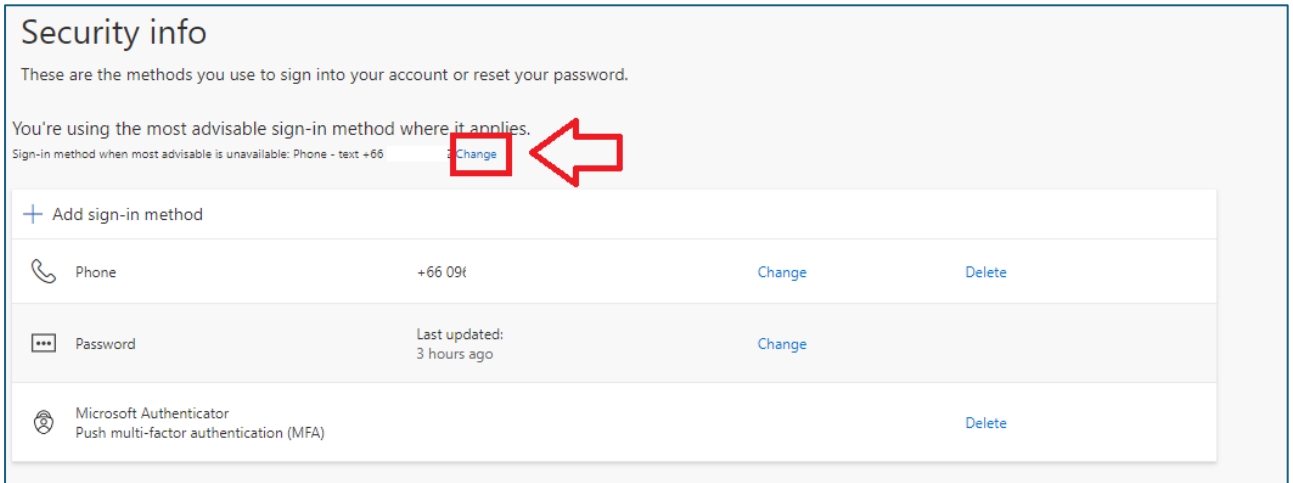 Security info
These are the methods you use to sign into your account or reset your password.
You're using the most advisable sign-in method where it applies.
Sign-in method when most advisable is unavailable: Phone - text +66 Change
Add sign-in method
Phone +66 096 Change Delete
Password Last updated: Change
3 hours ago
Microsoft Authenticator
Push multi-factor authentication (MFA) Delete